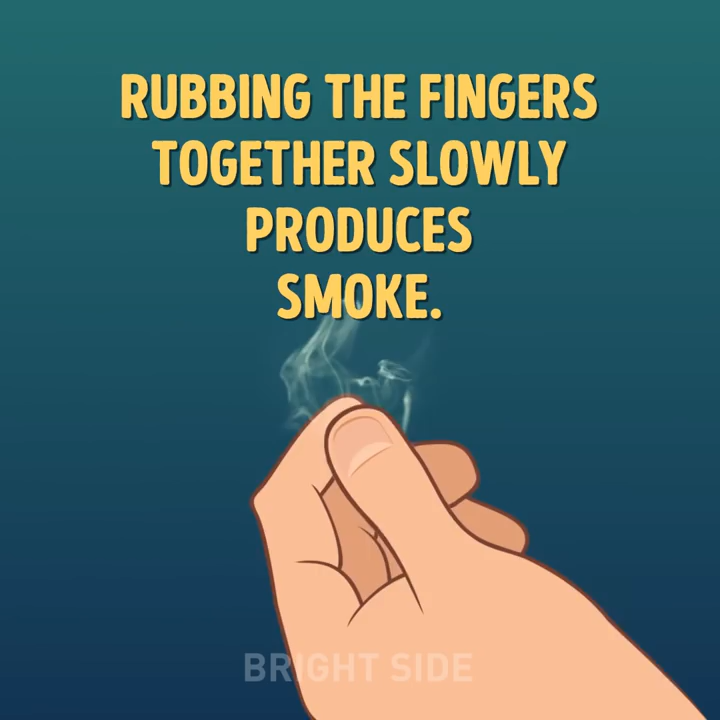 RUBBING THE FINGERS
TOGETHER SLOWLY
PRODUCES
SMOKE.
BRIGHT SIDE